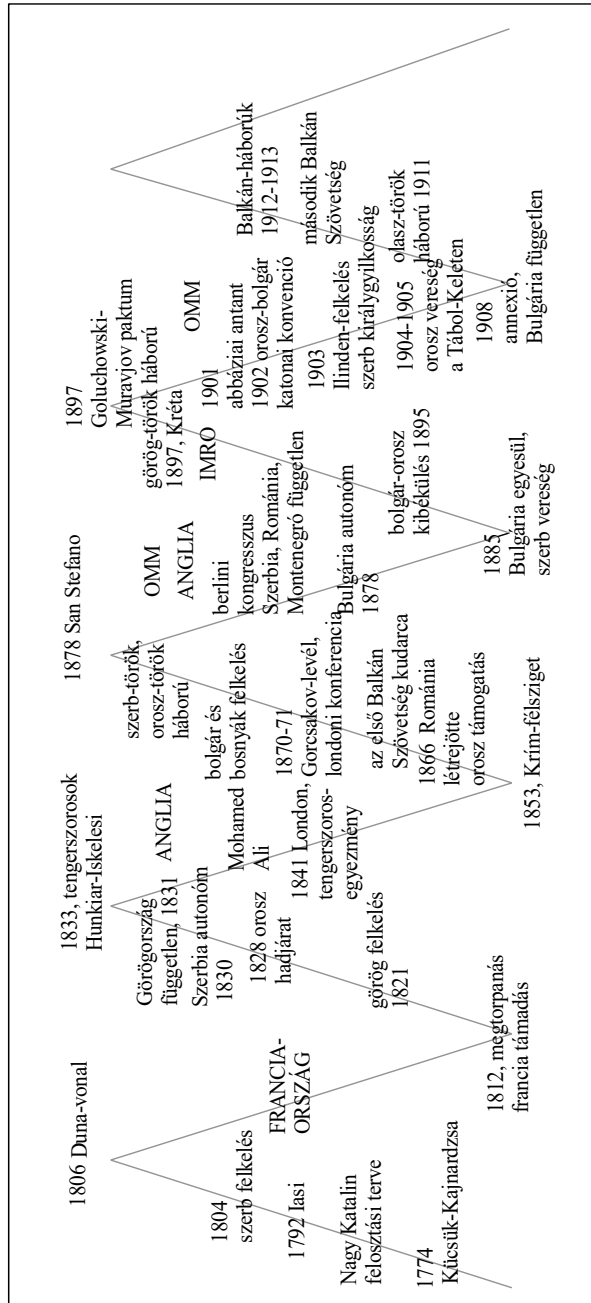 1806 Duna-vonal
1804
szerb felkelés
1792 Iasi
Nagy Katalin
felosztási terve
1774
Kücsük-Kajnardzsa
FRANCIA-
ORSZÁG
1812, megtorpanás
francia támadás
1833, tengerszorosok
Hunkiar-Iskelesi
Görögország
független, 1831
Szerbia autonóm
1830
1828 orosz
hadjárat
görög felkelés
1821
ANGLIA
Mohamed
Ali
1841 London,
tengerszoros-
egyezmény
1853, Krím-félsziget
1878 San Stefano
szerb-török,
orosz-török
háború
bolgár és
bosnyák felkelés
1870-71
Gorcsakov-levél,
londoni konferencia
az első Balkán
Szövetség kudarca
1866 Románia
létrejötte
orosz támogatás
OMM
ANGLIA
berlini
kongresszus
Szerbia, Románia,
Montenegró független
Bulgária autonóm
1878
1885
Bulgária egyesül,
szerb vereség
1897
Goluchowski-
Muravjov paktum
görög-török háború
1897, Kréta
IMRO
bolgár-orosz
kibékülés 1895
OMM
1901
abbáziai antant
1902 orosz-bolgár
katonai konvenció
1903
Ilinden-felkelés
szerb királygyilkosság
1904-1905
orosz vereség
a Tábol-Keleten
1908
annexió,
Bulgária független
Balkán-háborúk
1912-1913
második Balkán
Szövetség
olasz-török
háború 1911